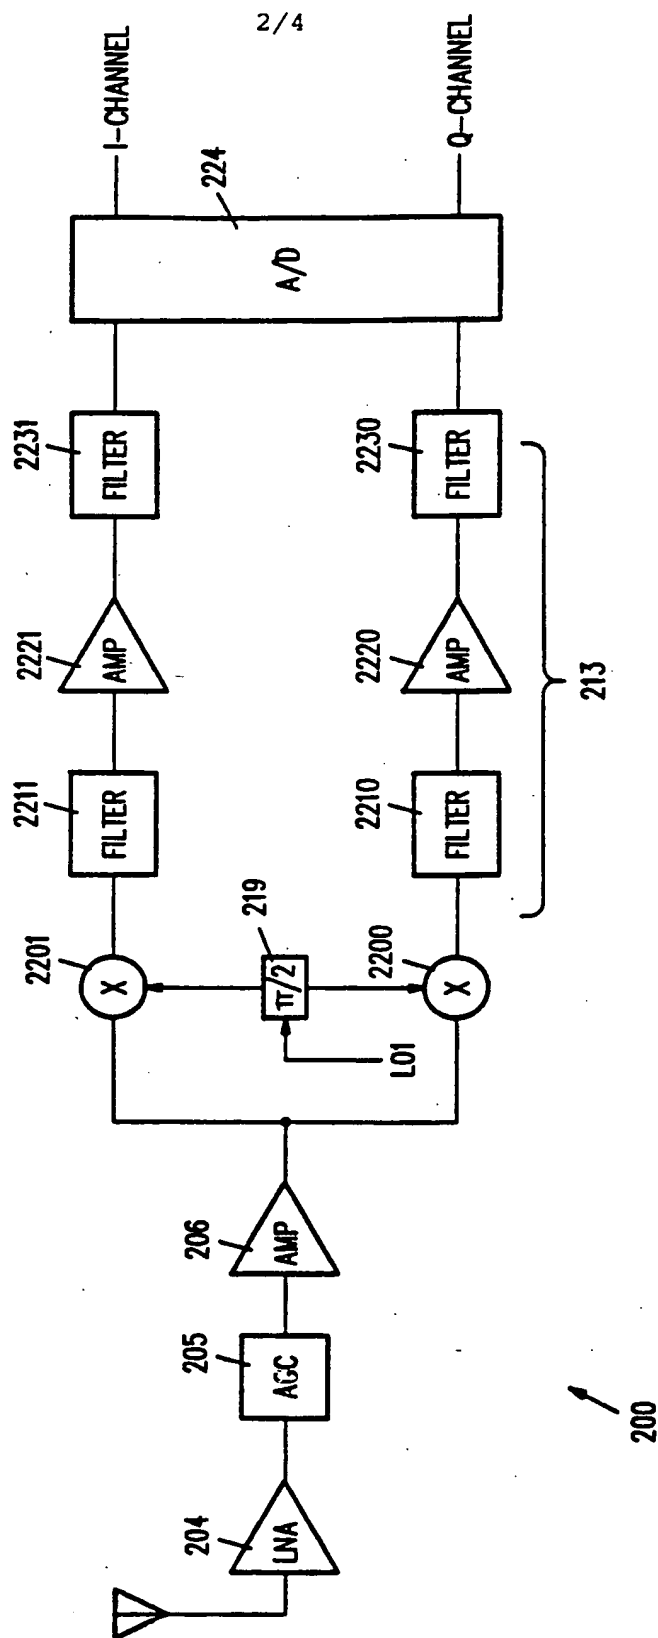 2/4
I-CHANNEL
Q-CHANNEL
224
A/D
2231
FILTER
2230
FILTER
2221
AMP
2220
AMP
213
2211
FILTER
2210
FILTER
2201
X
219
π/2
2200
X
LO1
206
AMP
205
AGC
204
LNA
200